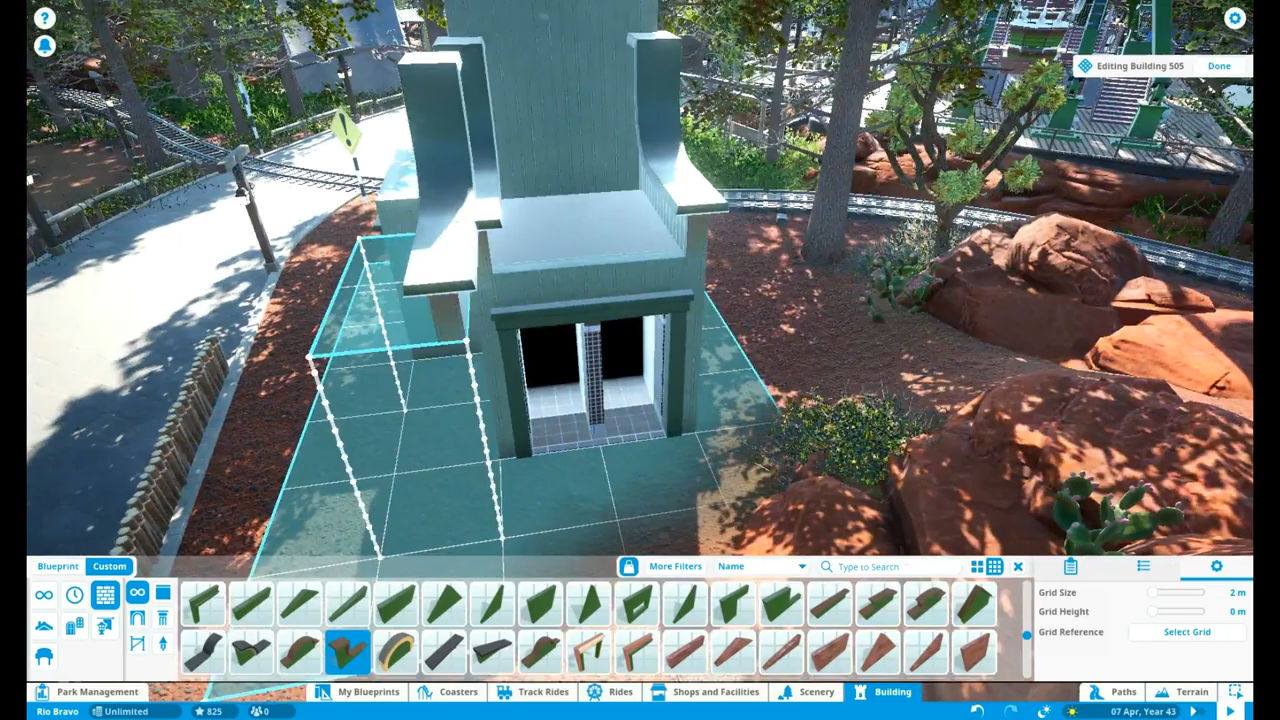 ?
Editing Building 505 Done
!
Blueprint Custom More Filters Name Type to Search
Grid Size 2 m
Grid Height 0 m
Grid Reference Select Grid
Park Management My Blueprints Coasters Track Rides Rides Shops and Facilities Scenery Building Paths Terrain
Rio Bravo Unlimited 825 0 07 Apr, Year 43